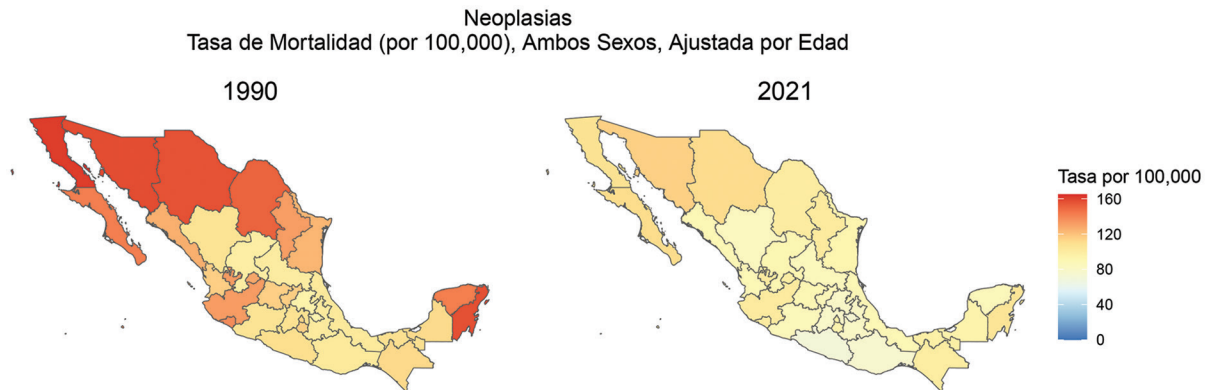 Neoplasias
Tasa de Mortalidad (por 100,000), Ambos Sexos, Ajustada por Edad
1990
2021
Tasa por 100,000
160
120
80
40
0